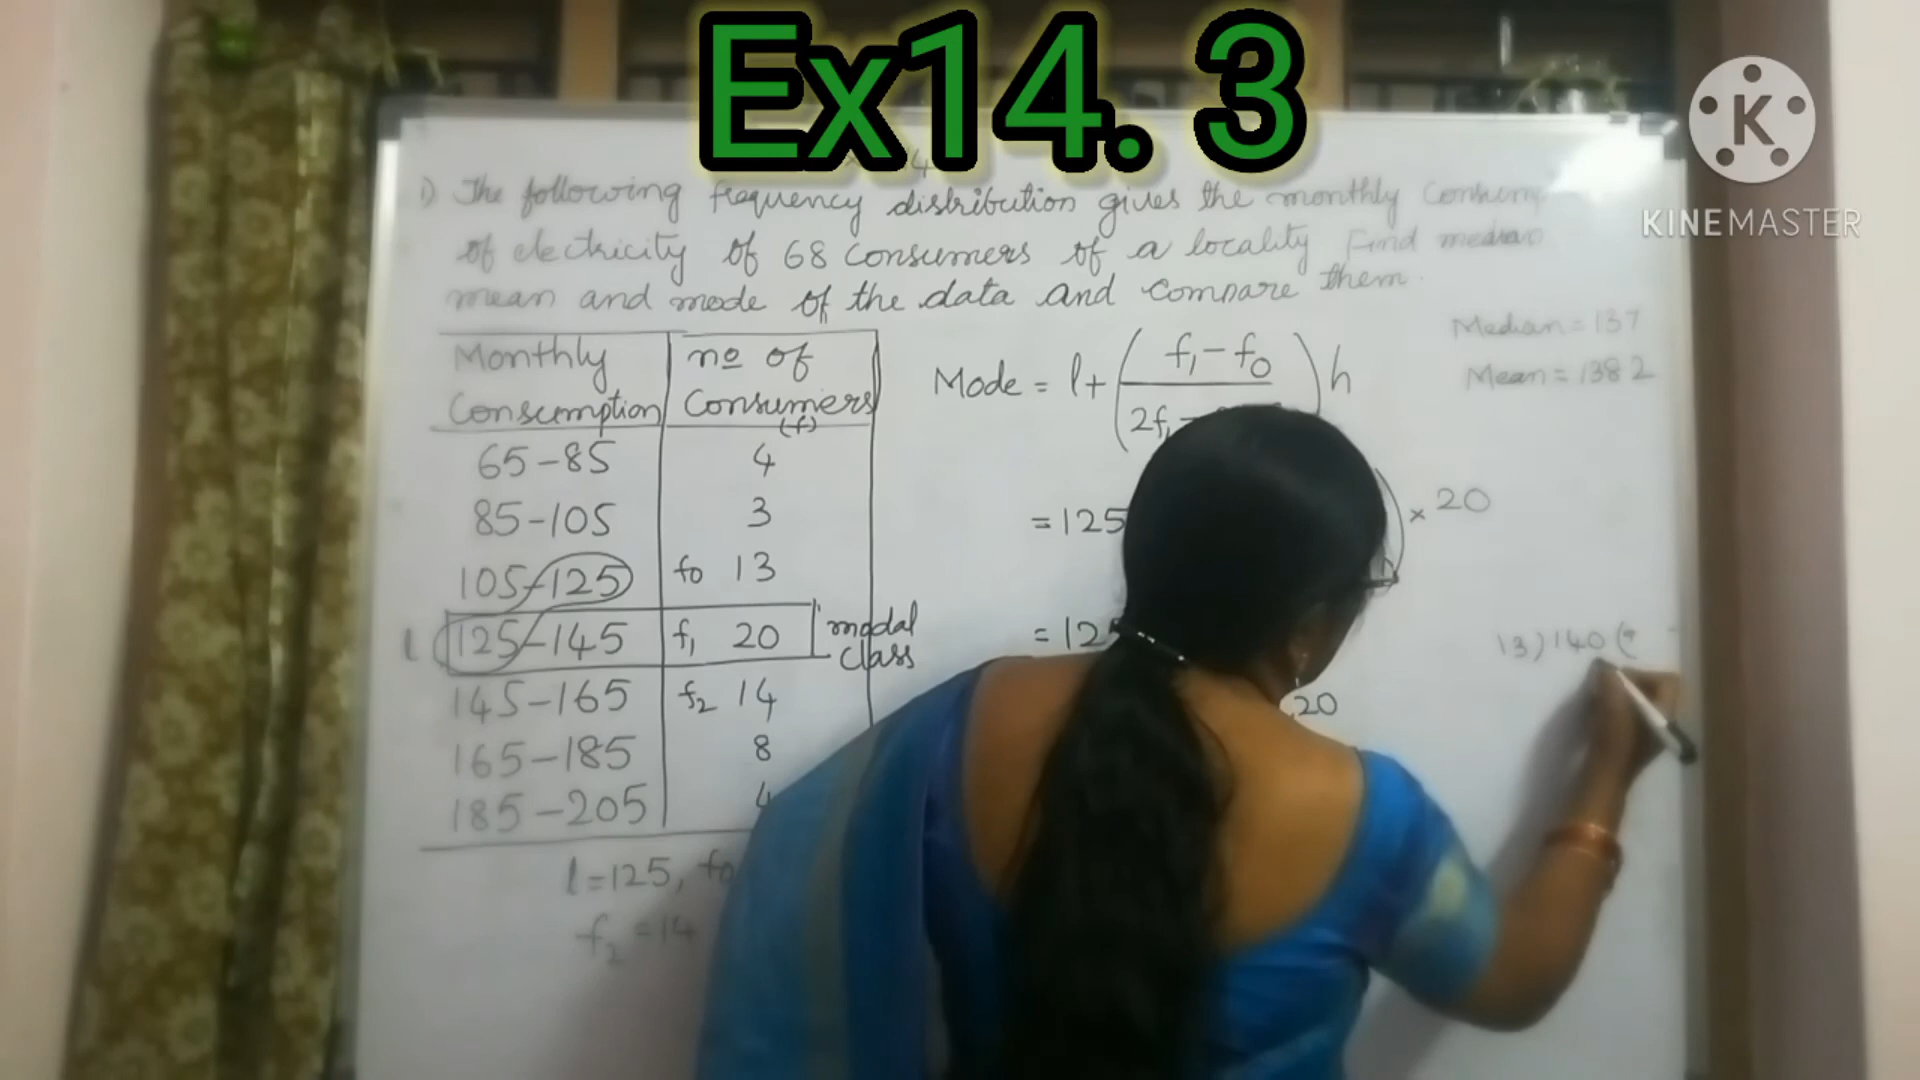 Ex14.3
KINEMASTER
1) The following frequency distribution gives the monthly
of electricity of 68 consumers of a locality Find median
mean and mode of the data and compare them.
Monthly Consumption
no of Consumers (f)
65-85 4
85-105 3
105-125 f0 13
l 125-145 f1 20 modal class
145-165 f2 14
165-185 8
185-205 4
l=125, f0
f2 =14
Mode = l+ ( f1-f0
2f1- ) h
= 125 ) × 20
= 12
20
Median = 137
Mean = 138 2
13)140(